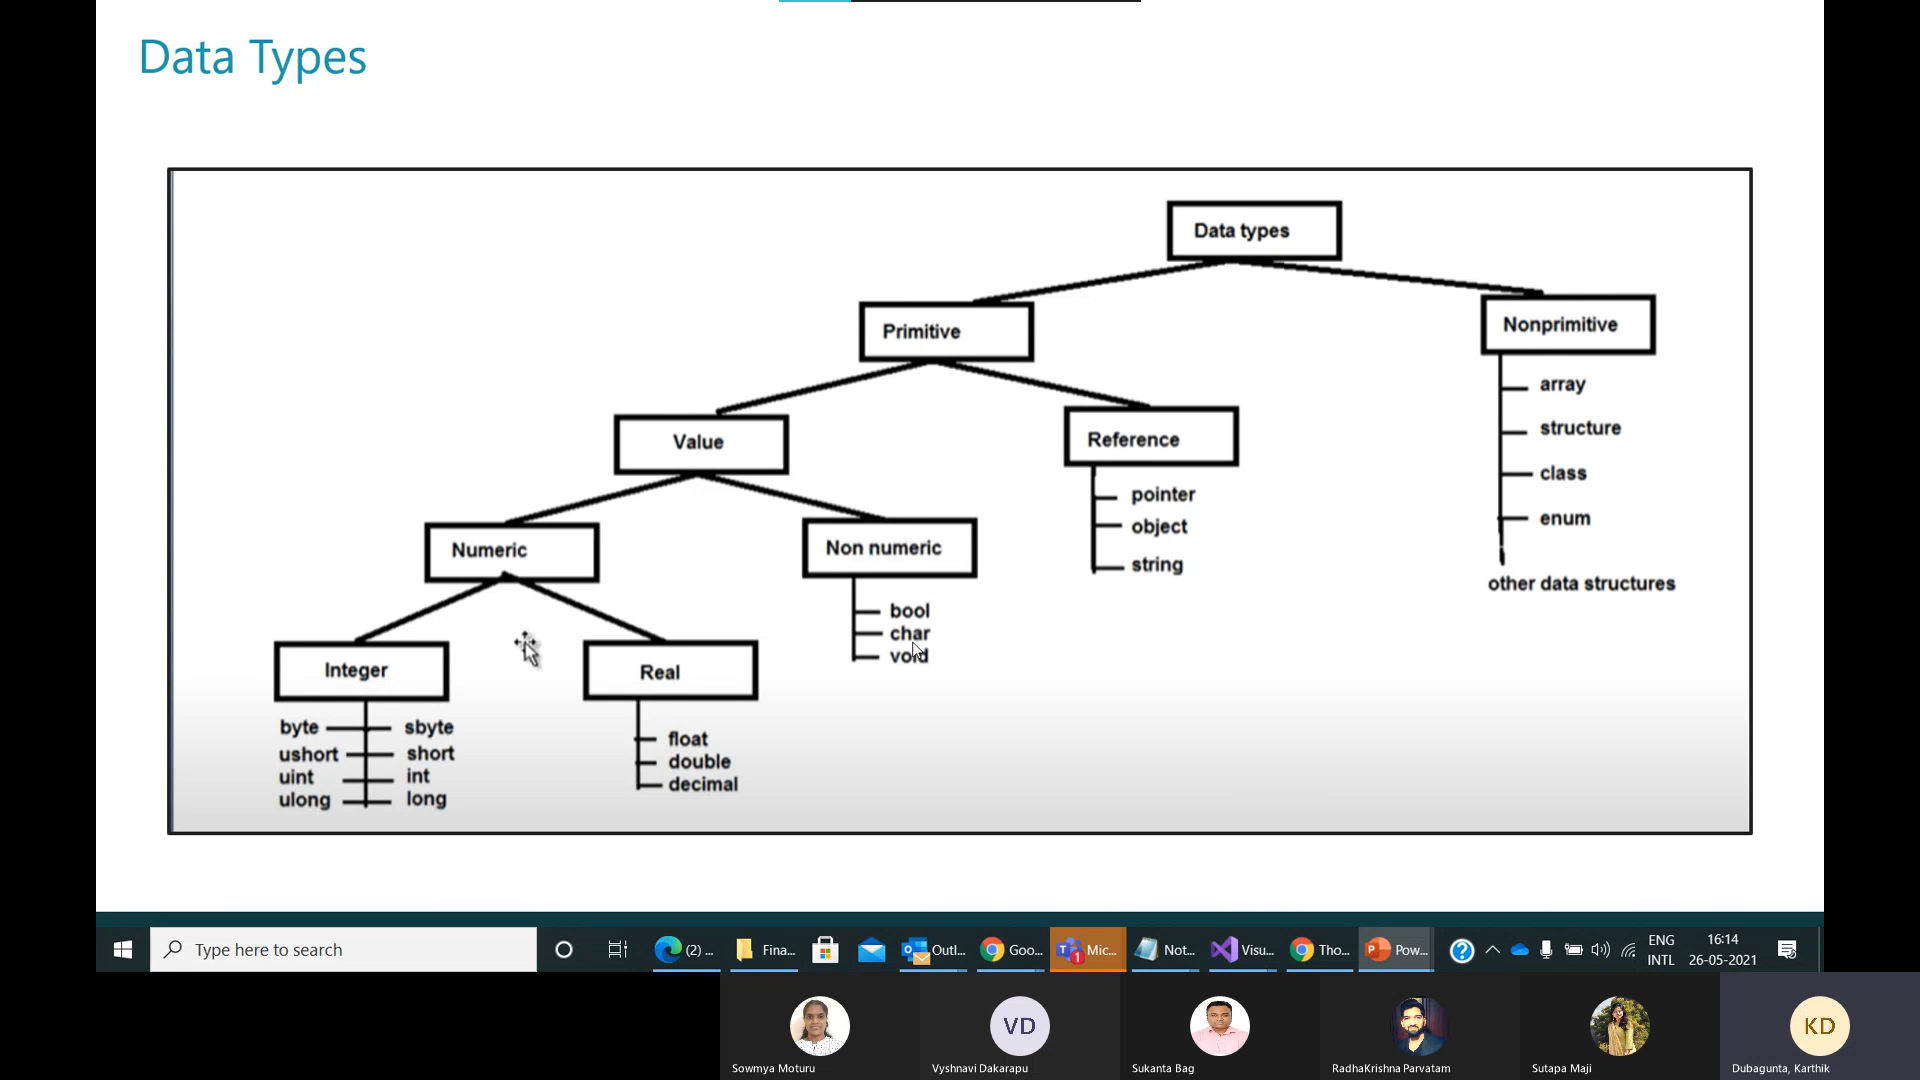 Data Types
Data types
Primitive
Nonprimitive
array
structure
class
enum
other data structures
Value
Reference
pointer
object
string
Numeric
Non numeric
bool
char
void
Integer
Real
byte sbyte
ushort short
uint int
ulong long
float
double
decimal
Type here to search
(2) ...
Fina...
Outl...
Goo...
1
Mic...
Not...
Visu...
Tho...
Pow...
ENG
INTL
16:14
26-05-2021
VD
KD
Sowmya Moturu
Vyshnavi Dakarapu
Sukanta Bag
RadhaKrishna Parvatam
Sutapa Maji
Dubagunta, Karthik